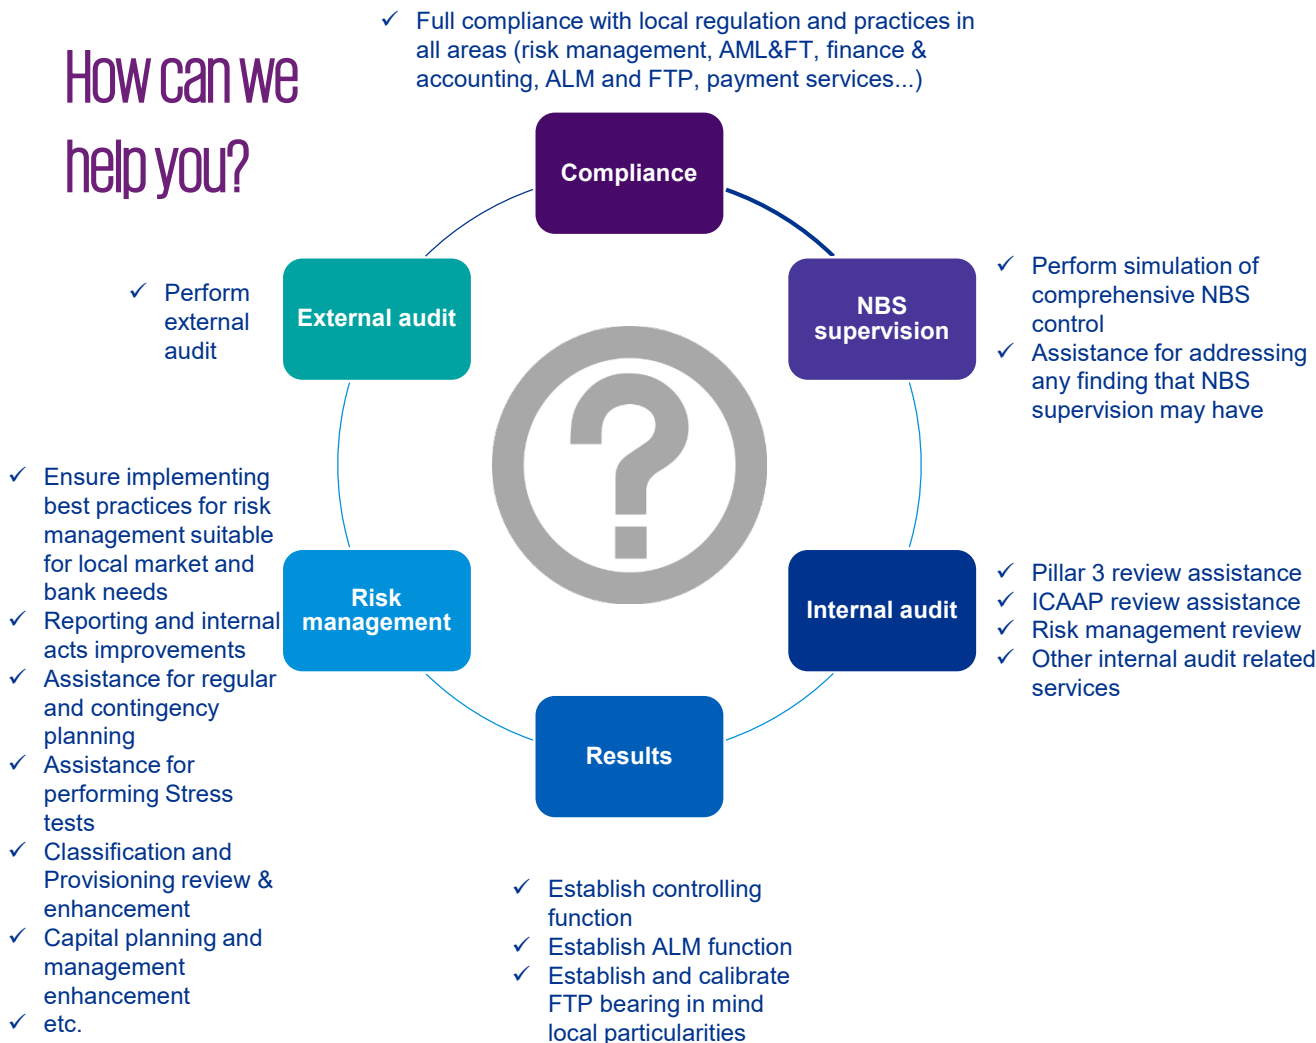 How can we
help you?
✓ Full compliance with local regulation and practices in
all areas (risk management, AML&FT, finance &
accounting, ALM and FTP, payment services...)
Compliance
NBS
supervision
✓ Perform simulation of
comprehensive NBS
control
✓ Assistance for addressing
any finding that NBS
supervision may have
Internal audit
✓ Pillar 3 review assistance
✓ ICAAP review assistance
✓ Risk management review
✓ Other internal audit related
services
Results
✓ Establish controlling
function
✓ Establish ALM function
✓ Establish and calibrate
FTP bearing in mind
local particularities
Risk
management
✓ Ensure implementing
best practices for risk
management suitable
for local market and
bank needs
✓ Reporting and internal
acts improvements
✓ Assistance for regular
and contingency
planning
✓ Assistance for
performing Stress
tests
✓ Classification and
Provisioning review &
enhancement
✓ Capital planning and
management
enhancement
✓ etc.
External audit
✓ Perform
external
audit
?